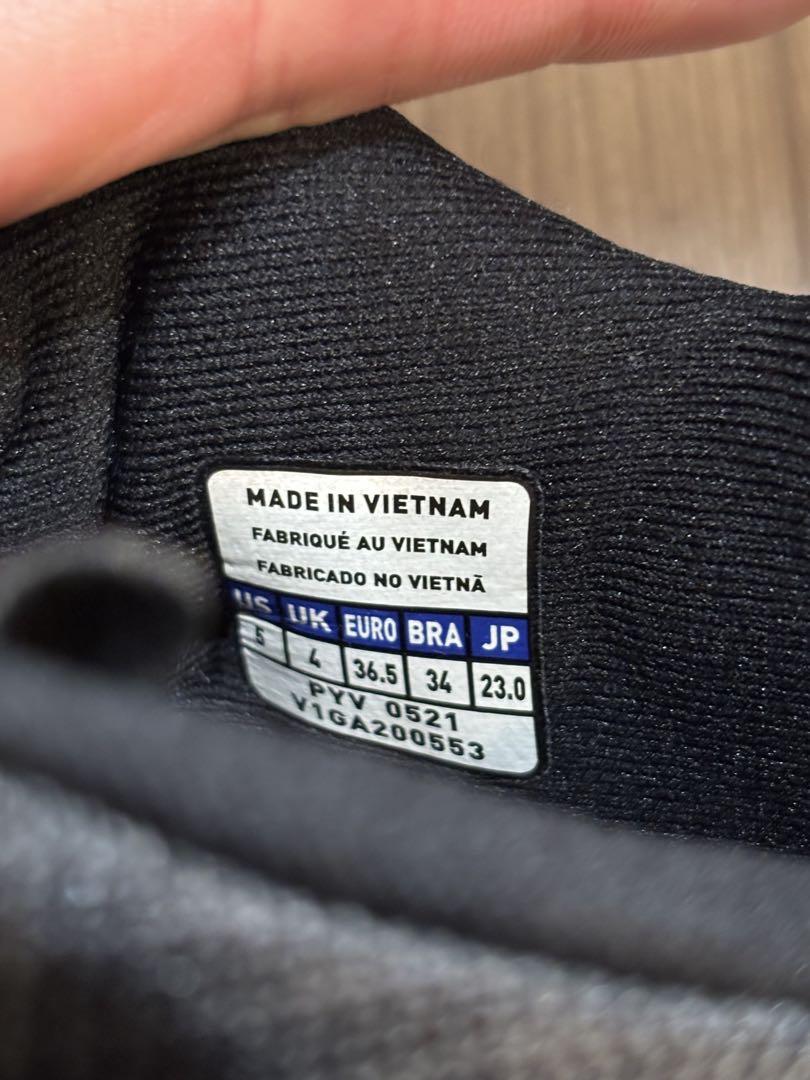 MADE IN VIETNAM
FABRIQUÉ AU VIETNAM
FABRICADO NO VIETNÃ
US UK EURO BRA JP
5 4 36.5 34 23.0
PYV 0521
V1GA200553